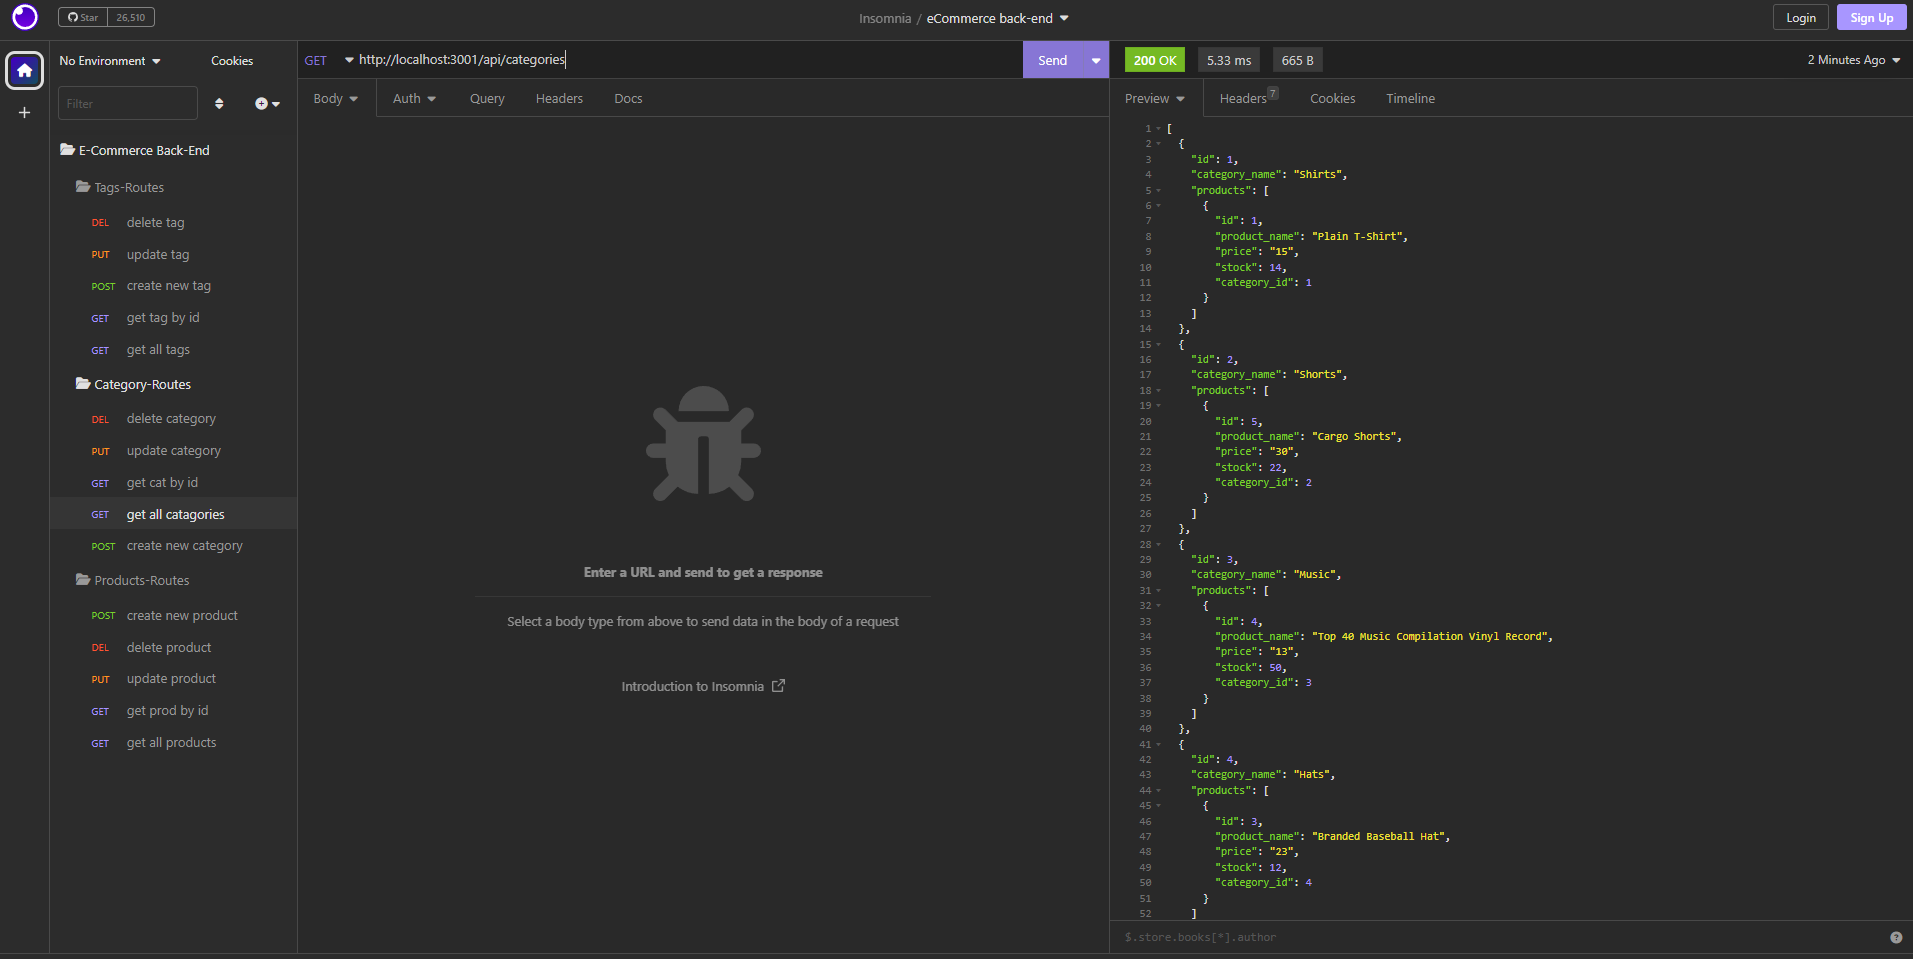 Star 26,510
Insomnia / eCommerce back-end
Login Sign Up
No Environment Cookies
Filter
E-Commerce Back-End
Tags-Routes
DEL delete tag
PUT update tag
POST create new tag
GET get tag by id
GET get all tags
Category-Routes
DEL delete category
PUT update category
GET get cat by id
GET get all catagories
POST create new category
Products-Routes
POST create new product
DEL delete product
PUT update product
GET get prod by id
GET get all products
GET http://localhost:3001/api/categories Send
Body Auth Query Headers Docs
Enter a URL and send to get a response
Select a body type from above to send data in the body of a request
Introduction to Insomnia
200 OK 5.33 ms 665 B 2 Minutes Ago
Preview Headers 7 Cookies Timeline
1 [
2 {
3 "id": 1,
4 "category_name": "Shirts",
5 "products": [
6 {
7 "id": 1,
8 "product_name": "Plain T-Shirt",
9 "price": "15",
10 "stock": 14,
11 "category_id": 1
12 }
13 ]
14 },
15 {
16 "id": 2,
17 "category_name": "Shorts",
18 "products": [
19 {
20 "id": 5,
21 "product_name": "Cargo Shorts",
22 "price": "30",
23 "stock": 22,
24 "category_id": 2
25 }
26 ]
27 },
28 {
29 "id": 3,
30 "category_name": "Music",
31 "products": [
32 {
33 "id": 4,
34 "product_name": "Top 40 Music Compilation Vinyl Record",
35 "price": "13",
36 "stock": 50,
37 "category_id": 3
38 }
39 ]
40 },
41 {
42 "id": 4,
43 "category_name": "Hats",
44 "products": [
45 {
46 "id": 3,
47 "product_name": "Branded Baseball Hat",
48 "price": "23",
49 "stock": 12,
50 "category_id": 4
51 }
52 ]
$.store.books[*].author